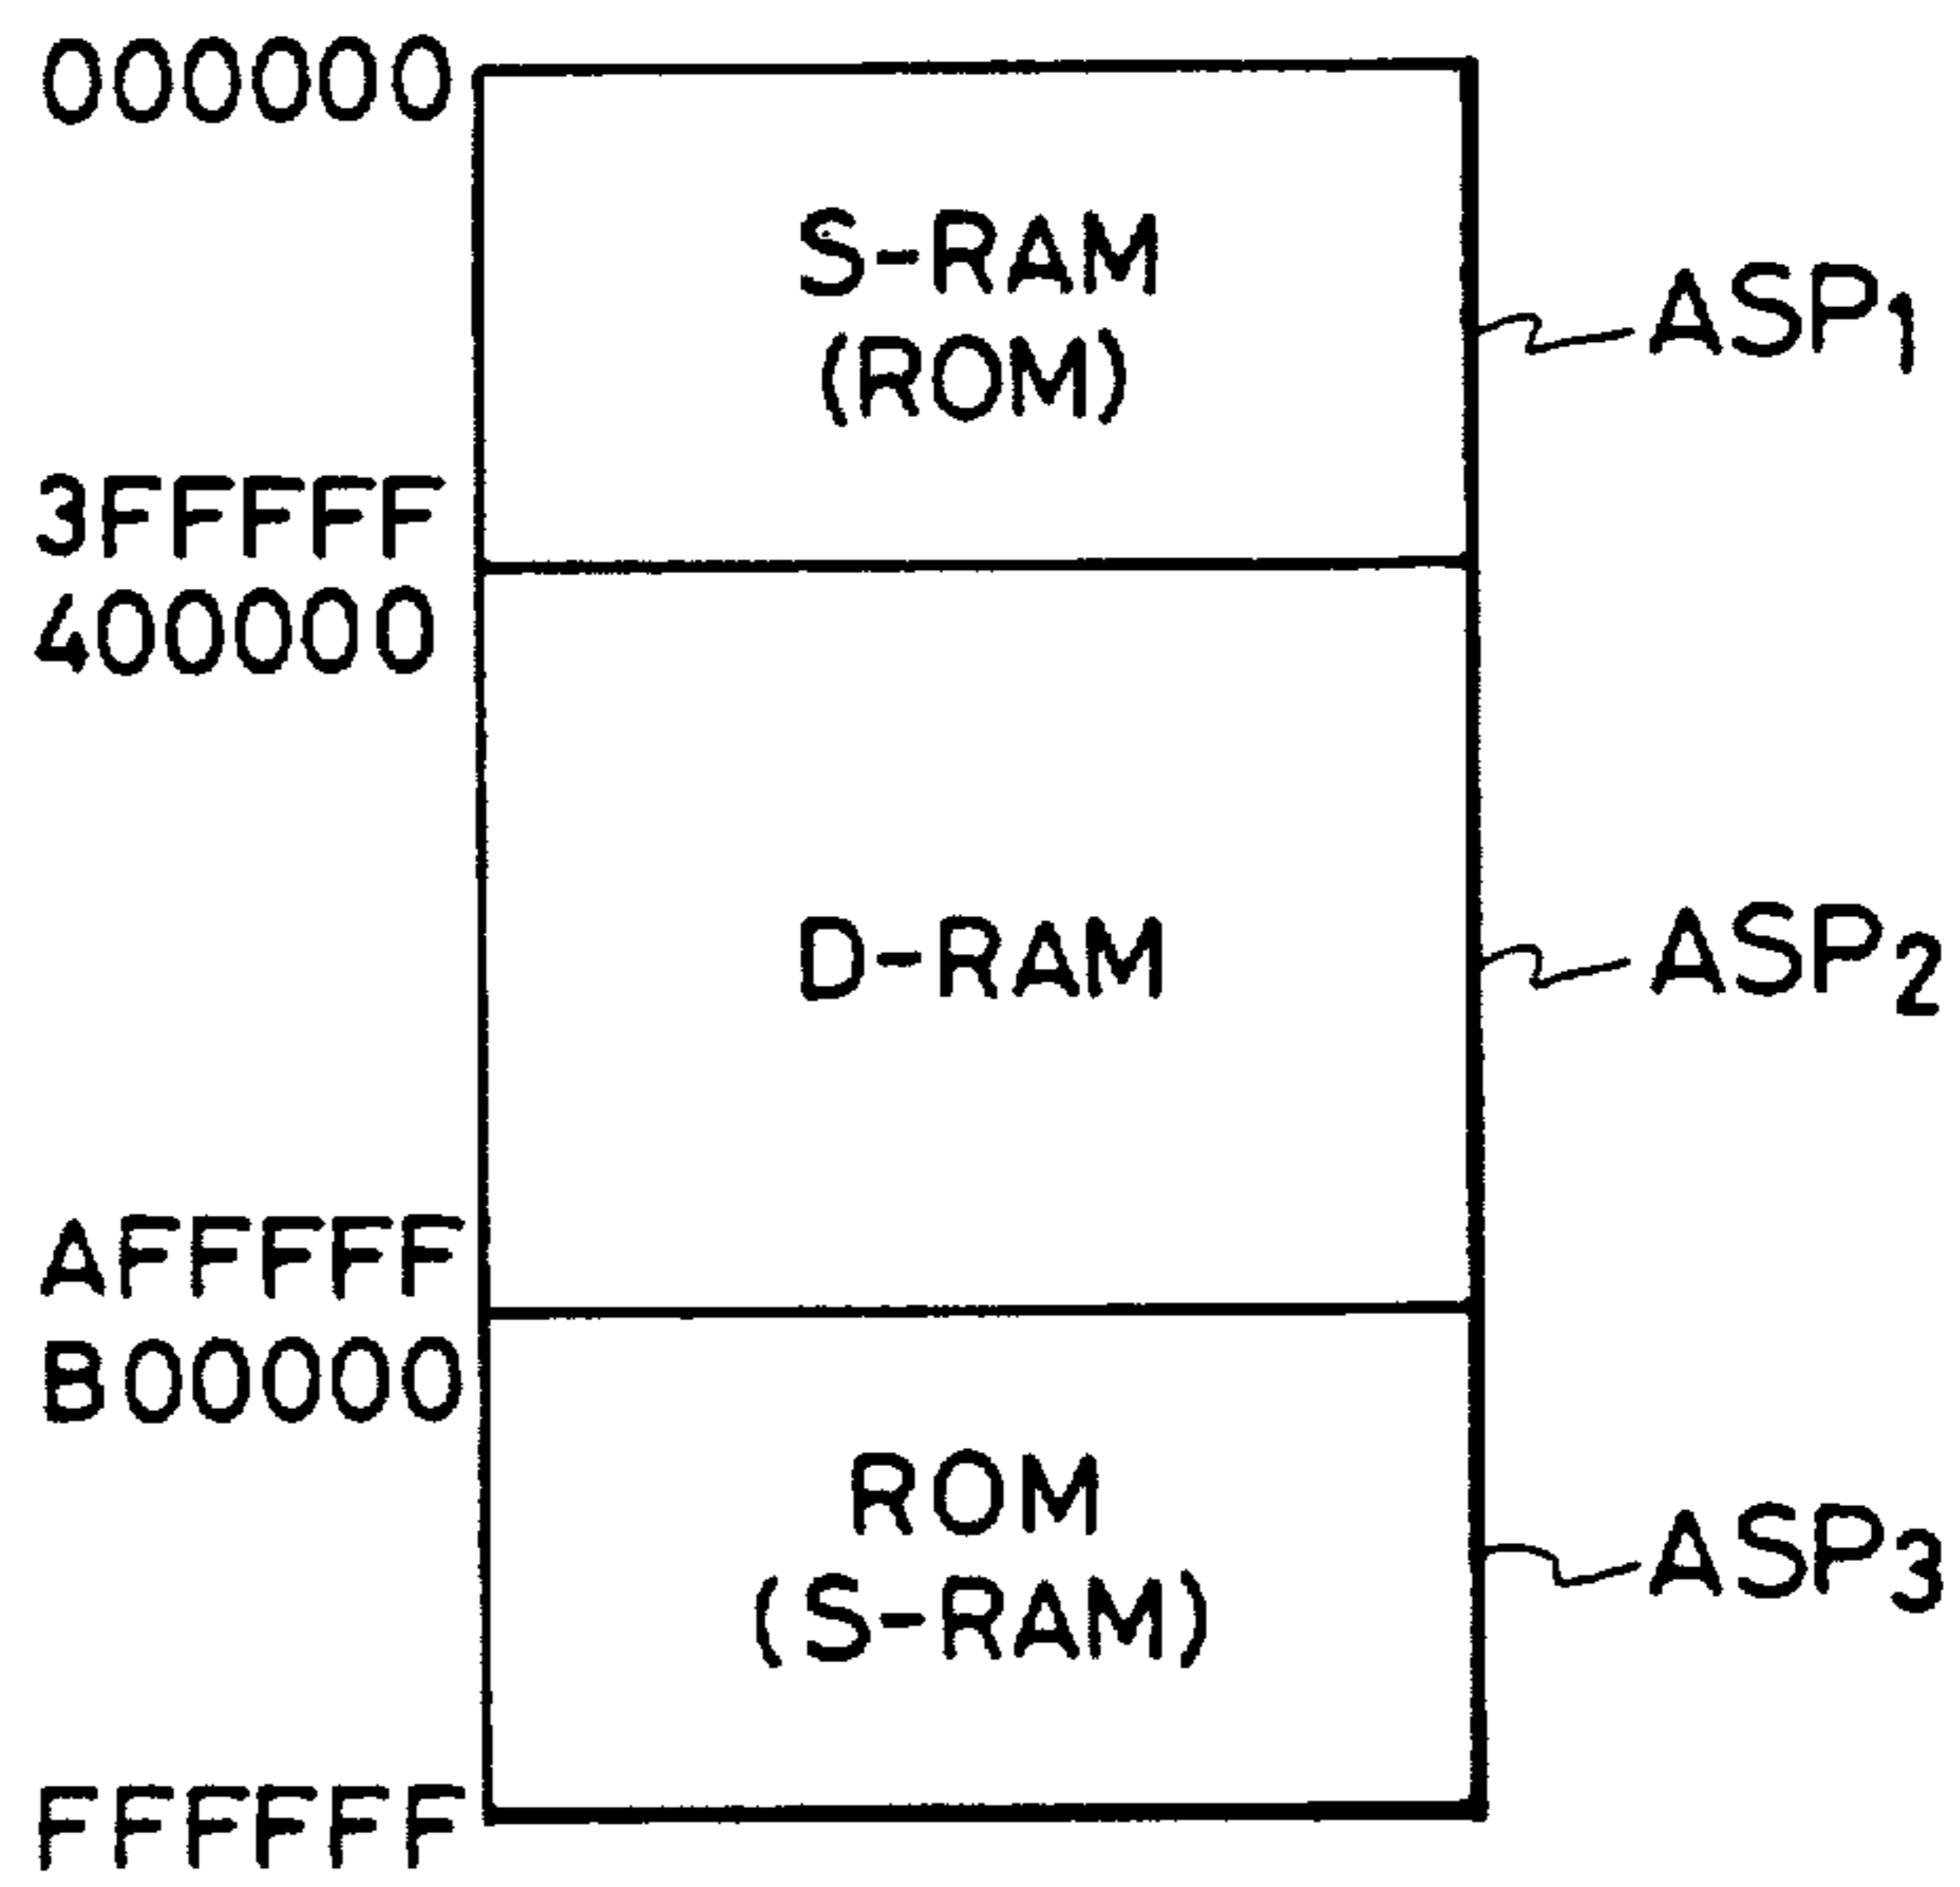 000000
S-RAM
(ROM)
ASP1
3FFFFF
400000
D-RAM
ASP2
AFFFFF
B00000
ROM
(S-RAM)
ASP3
FFFFFF